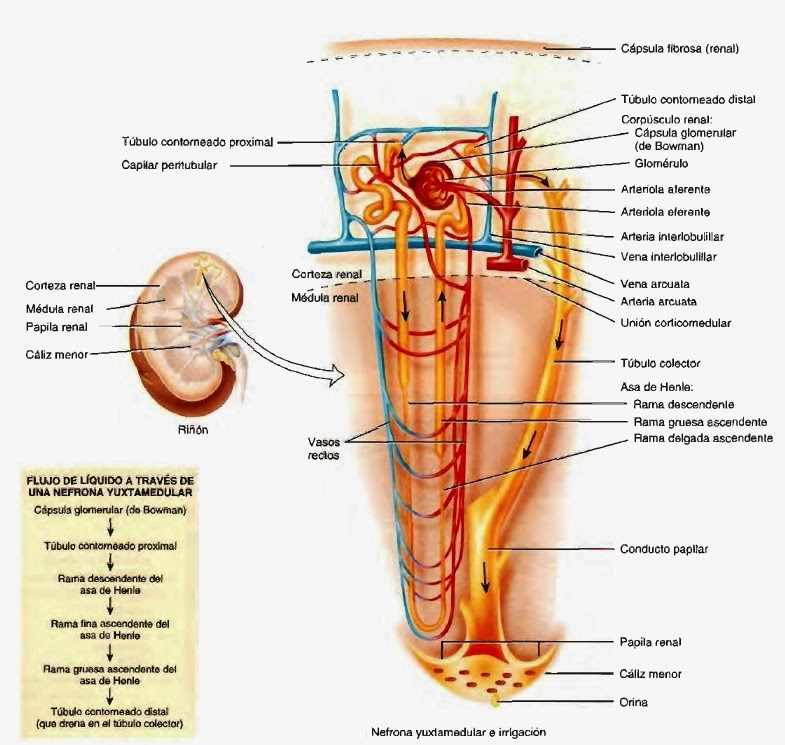 Cápsula fibrosa (renal)
Túbulo contorneado distal
Corpúsculo renal:
Cápsula glomerular
(de Bowman)
Glomérulo
Arteriola aferente
Arteriola eferente
Arteria interlobulillar
Vena interlobulillar
Vena arcuata
Arteria arcuata
Unión corticomedular
Túbulo colector
Asa de Henle:
Rama descendente
Rama gruesa ascendente
Rama delgada ascendente
Conducto papilar
Papila renal
Cáliz menor
Orina
Túbulo contorneado proximal
Capilar peritubular
Corteza renal
Médula renal
Vasos
rectos
Corteza renal
Médula renal
Papila renal
Cáliz menor
Riñón
FLUJO DE LÍQUIDO A TRAVÉS DE
UNA NEFRONA YUXTAMEDULAR
Cápsula glomerular (de Bowman)
Túbulo contorneado proximal
Rama descendente del
asa de Henle
Rama fina ascendente del
asa de Henle
Rama gruesa ascendente del
asa de Henle
Túbulo contorneado distal
(que drena en el túbulo colector)
Nefrona yuxtamedular e irrigación